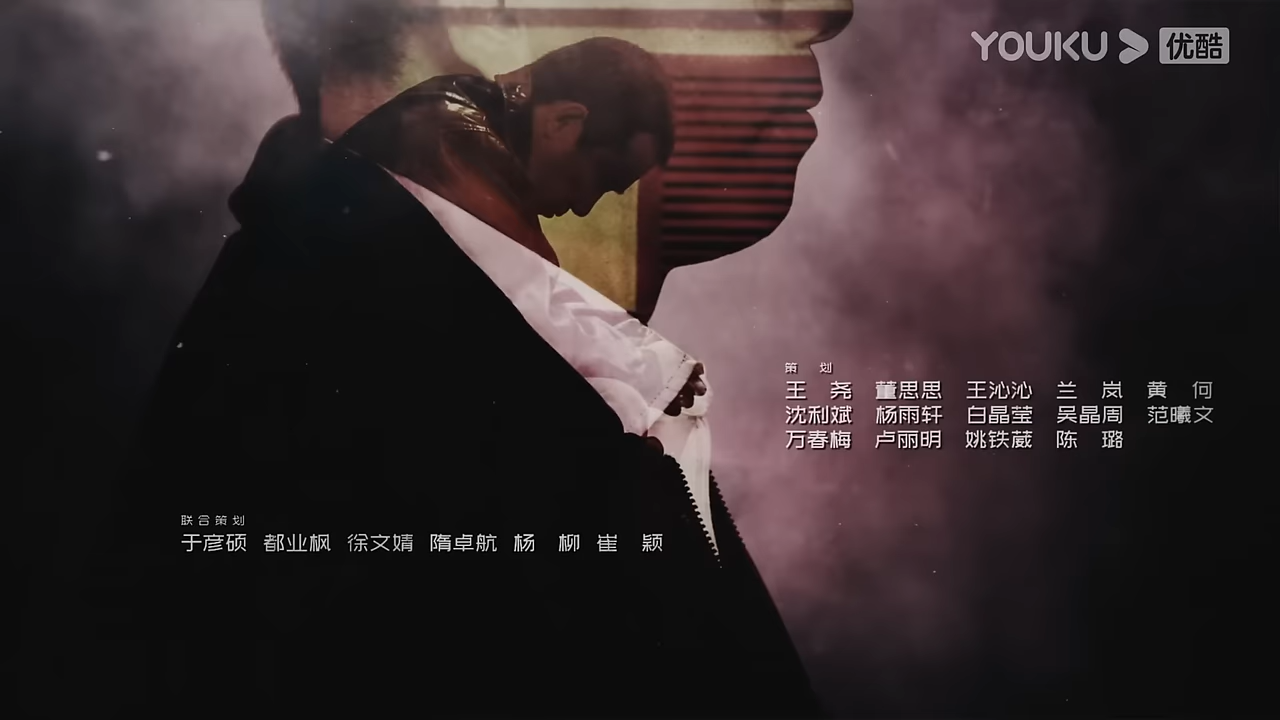 YOUKU 优酷
策 划
王 尧 董思思 王沁沁 兰 岚 黄 何
沈利斌 杨雨轩 白晶莹 吴晶周 范曦文
万春梅 卢丽明 姚铁葳 陈 璐
联合策划
于彦硕 都业枫 徐文婧 隋卓航 杨 柳 崔 颖